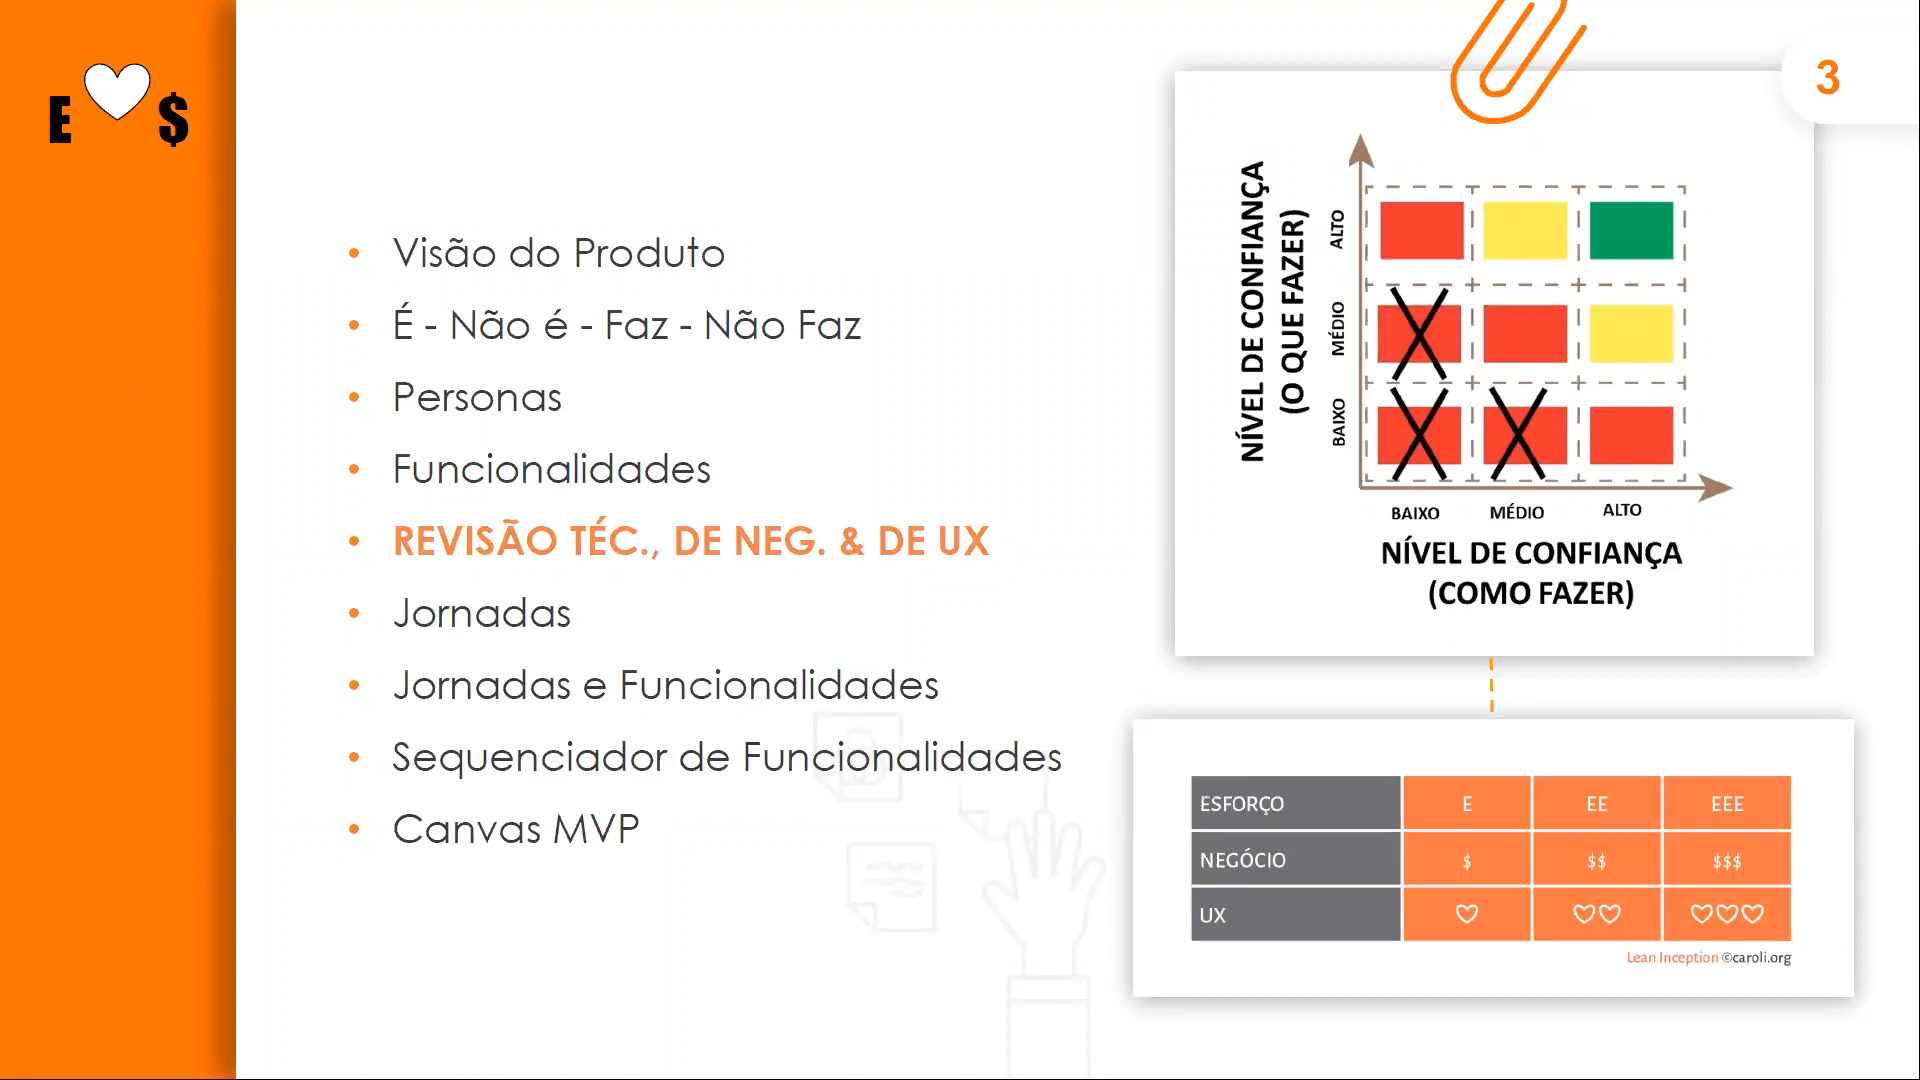 E $
3
• Visão do Produto
• É - Não é - Faz - Não Faz
• Personas
• Funcionalidades
• REVISÃO TÉC., DE NEG. & DE UX
• Jornadas
• Jornadas e Funcionalidades
• Sequenciador de Funcionalidades
• Canvas MVP
NÍVEL DE CONFIANÇA
(O QUE FAZER)
ALTO
MÉDIO
BAIXO
BAIXO MÉDIO ALTO
NÍVEL DE CONFIANÇA
(COMO FAZER)
ESFORÇO E EE EEE
NEGÓCIO $ $$ $$$
UX ♡ ♡♡ ♡♡♡
Lean Inception ©caroli.org